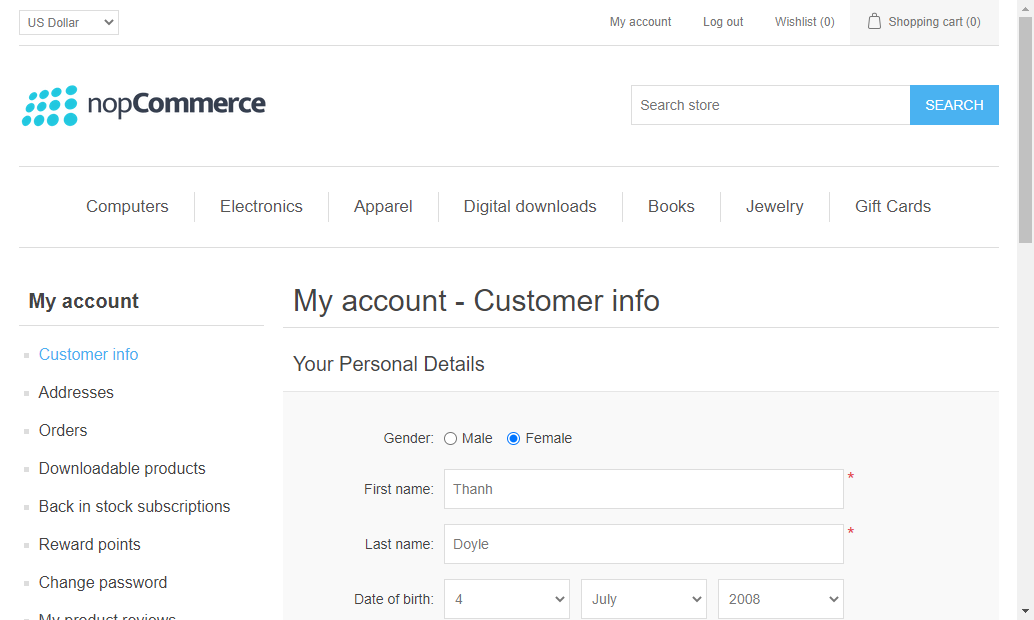 US Dollar
My account
Log out
Wishlist (0)
Shopping cart (0)
nopCommerce
Search store
SEARCH
Computers
Electronics
Apparel
Digital downloads
Books
Jewelry
Gift Cards
My account
Customer info
Addresses
Orders
Downloadable products
Back in stock subscriptions
Reward points
Change password
My product reviews
My account - Customer info
Your Personal Details
Gender: Male Female
First name: Thanh *
Last name: Doyle *
Date of birth: 4 July 2008